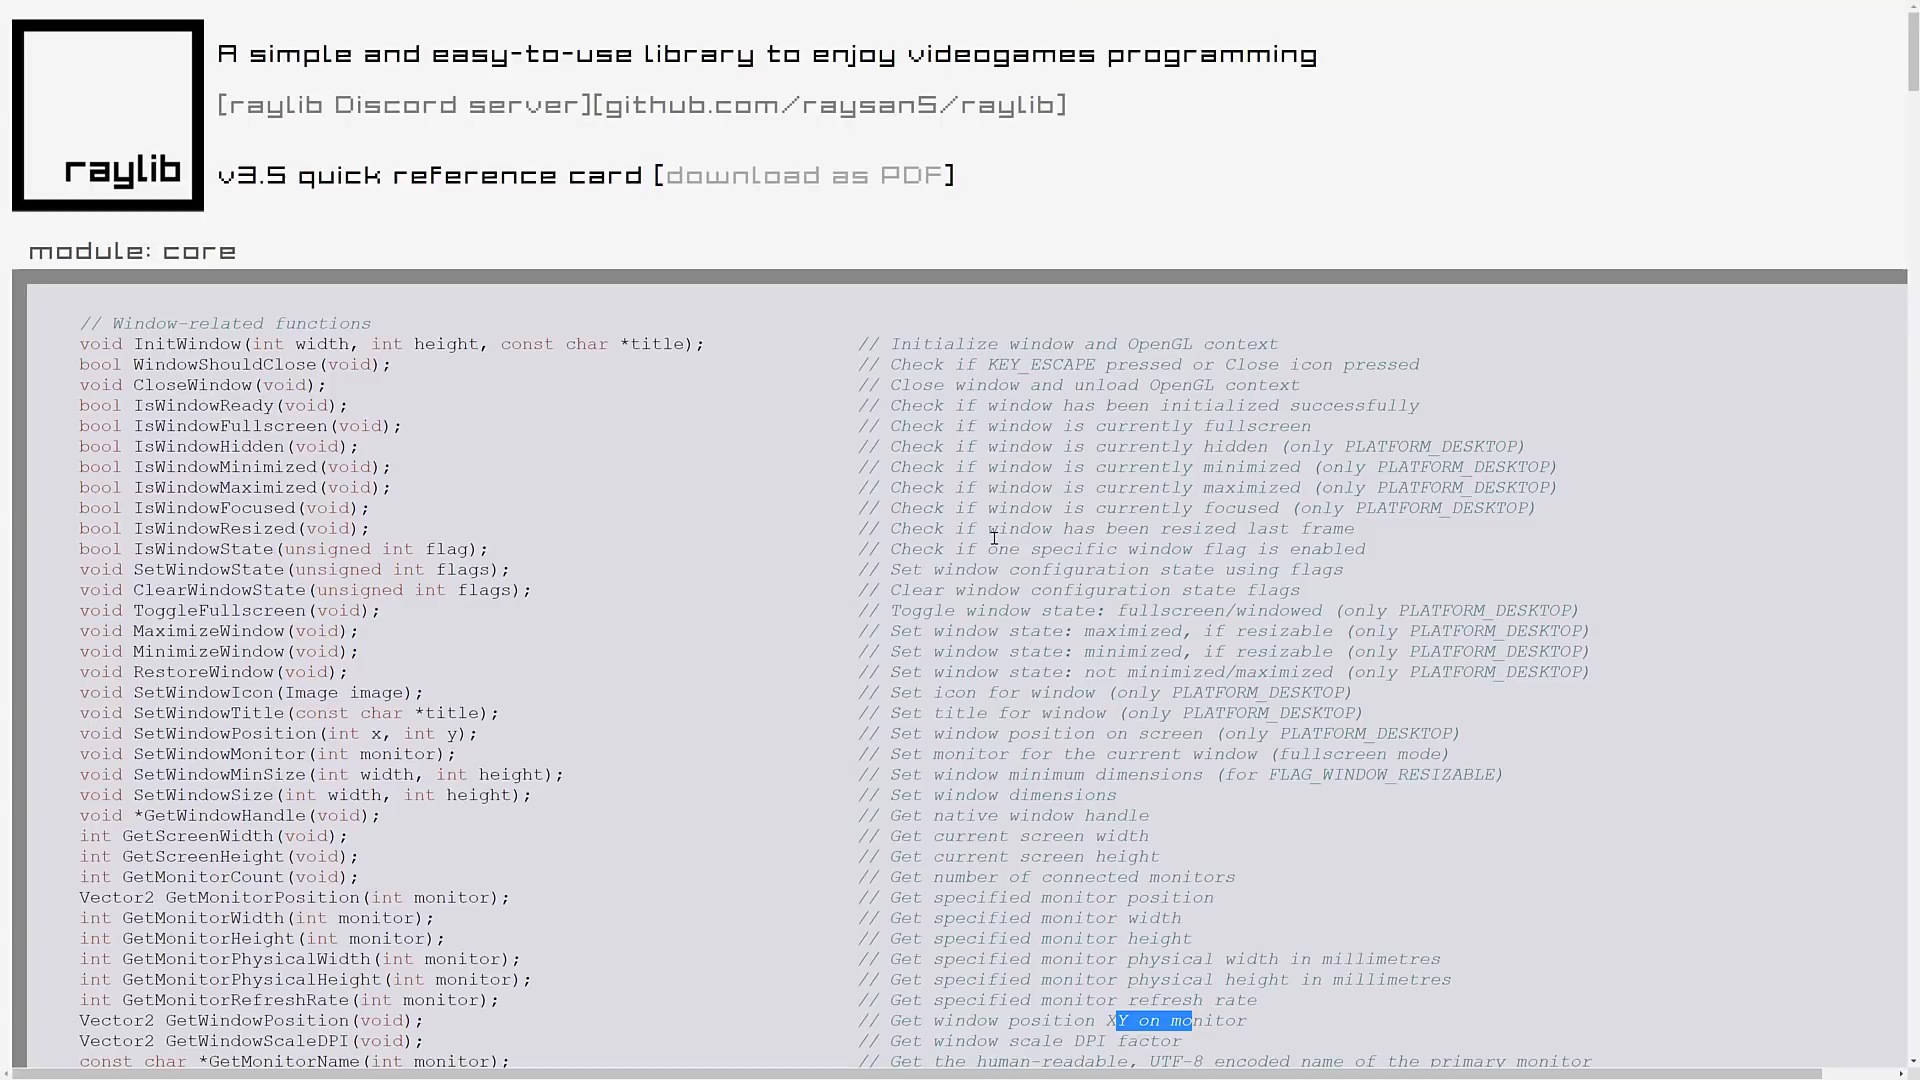 raylib
A simple and easy-to-use library to enjoy videogames programming
[raylib Discord server][github.com/raysan5/raylib]
v3.5 quick reference card [download as PDF]
module: core
// Window-related functions
void InitWindow(int width, int height, const char *title); // Initialize window and OpenGL context
bool WindowShouldClose(void); // Check if KEY_ESCAPE pressed or Close icon pressed
void CloseWindow(void); // Close window and unload OpenGL context
bool IsWindowReady(void); // Check if window has been initialized successfully
bool IsWindowFullscreen(void); // Check if window is currently fullscreen
bool IsWindowHidden(void); // Check if window is currently hidden (only PLATFORM_DESKTOP)
bool IsWindowMinimized(void); // Check if window is currently minimized (only PLATFORM_DESKTOP)
bool IsWindowMaximized(void); // Check if window is currently maximized (only PLATFORM_DESKTOP)
bool IsWindowFocused(void); // Check if window is currently focused (only PLATFORM_DESKTOP)
bool IsWindowResized(void); // Check if window has been resized last frame
bool IsWindowState(unsigned int flag); // Check if one specific window flag is enabled
void SetWindowState(unsigned int flags); // Set window configuration state using flags
void ClearWindowState(unsigned int flags); // Clear window configuration state flags
void ToggleFullscreen(void); // Toggle window state: fullscreen/windowed (only PLATFORM_DESKTOP)
void MaximizeWindow(void); // Set window state: maximized, if resizable (only PLATFORM_DESKTOP)
void MinimizeWindow(void); // Set window state: minimized, if resizable (only PLATFORM_DESKTOP)
void RestoreWindow(void); // Set window state: not minimized/maximized (only PLATFORM_DESKTOP)
void SetWindowIcon(Image image); // Set icon for window (only PLATFORM_DESKTOP)
void SetWindowTitle(const char *title); // Set title for window (only PLATFORM_DESKTOP)
void SetWindowPosition(int x, int y); // Set window position on screen (only PLATFORM_DESKTOP)
void SetWindowMonitor(int monitor); // Set monitor for the current window (fullscreen mode)
void SetWindowMinSize(int width, int height); // Set window minimum dimensions (for FLAG_WINDOW_RESIZABLE)
void SetWindowSize(int width, int height); // Set window dimensions
void *GetWindowHandle(void); // Get native window handle
int GetScreenWidth(void); // Get current screen width
int GetScreenHeight(void); // Get current screen height
int GetMonitorCount(void); // Get number of connected monitors
Vector2 GetMonitorPosition(int monitor); // Get specified monitor position
int GetMonitorWidth(int monitor); // Get specified monitor width
int GetMonitorHeight(int monitor); // Get specified monitor height
int GetMonitorPhysicalWidth(int monitor); // Get specified monitor physical width in millimetres
int GetMonitorPhysicalHeight(int monitor); // Get specified monitor physical height in millimetres
int GetMonitorRefreshRate(int monitor); // Get specified monitor refresh rate
Vector2 GetWindowPosition(void); // Get window position XY on monitor
Vector2 GetWindowScaleDPI(void); // Get window scale DPI factor
const char *GetMonitorName(int monitor); // Get the human-readable, UTF-8 encoded name of the primary monitor